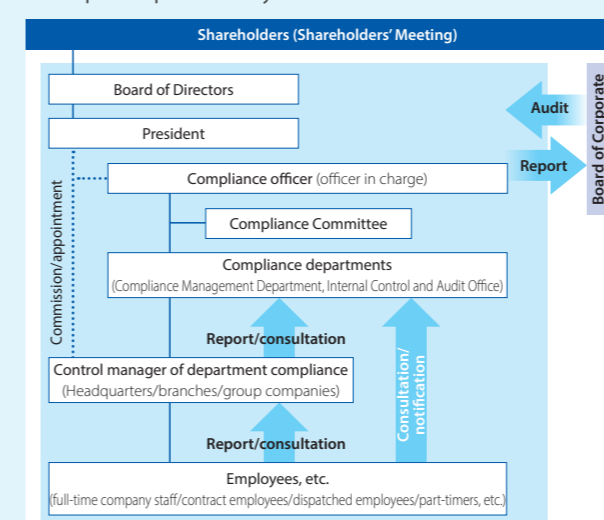 Shareholders (Shareholders' Meeting)
Board of Directors
President
Audit
Report
Board of Corporate
Compliance officer (officer in charge)
Compliance Committee
Commission/appointment
Compliance departments
(Compliance Management Department, Internal Control and Audit Office)
Report/consultation
Consultation/
notification
Control manager of department compliance
(Headquarters/branches/group companies)
Report/consultation
Employees, etc.
(full-time company staff/contract employees/dispatched employees/part-timers, etc.)